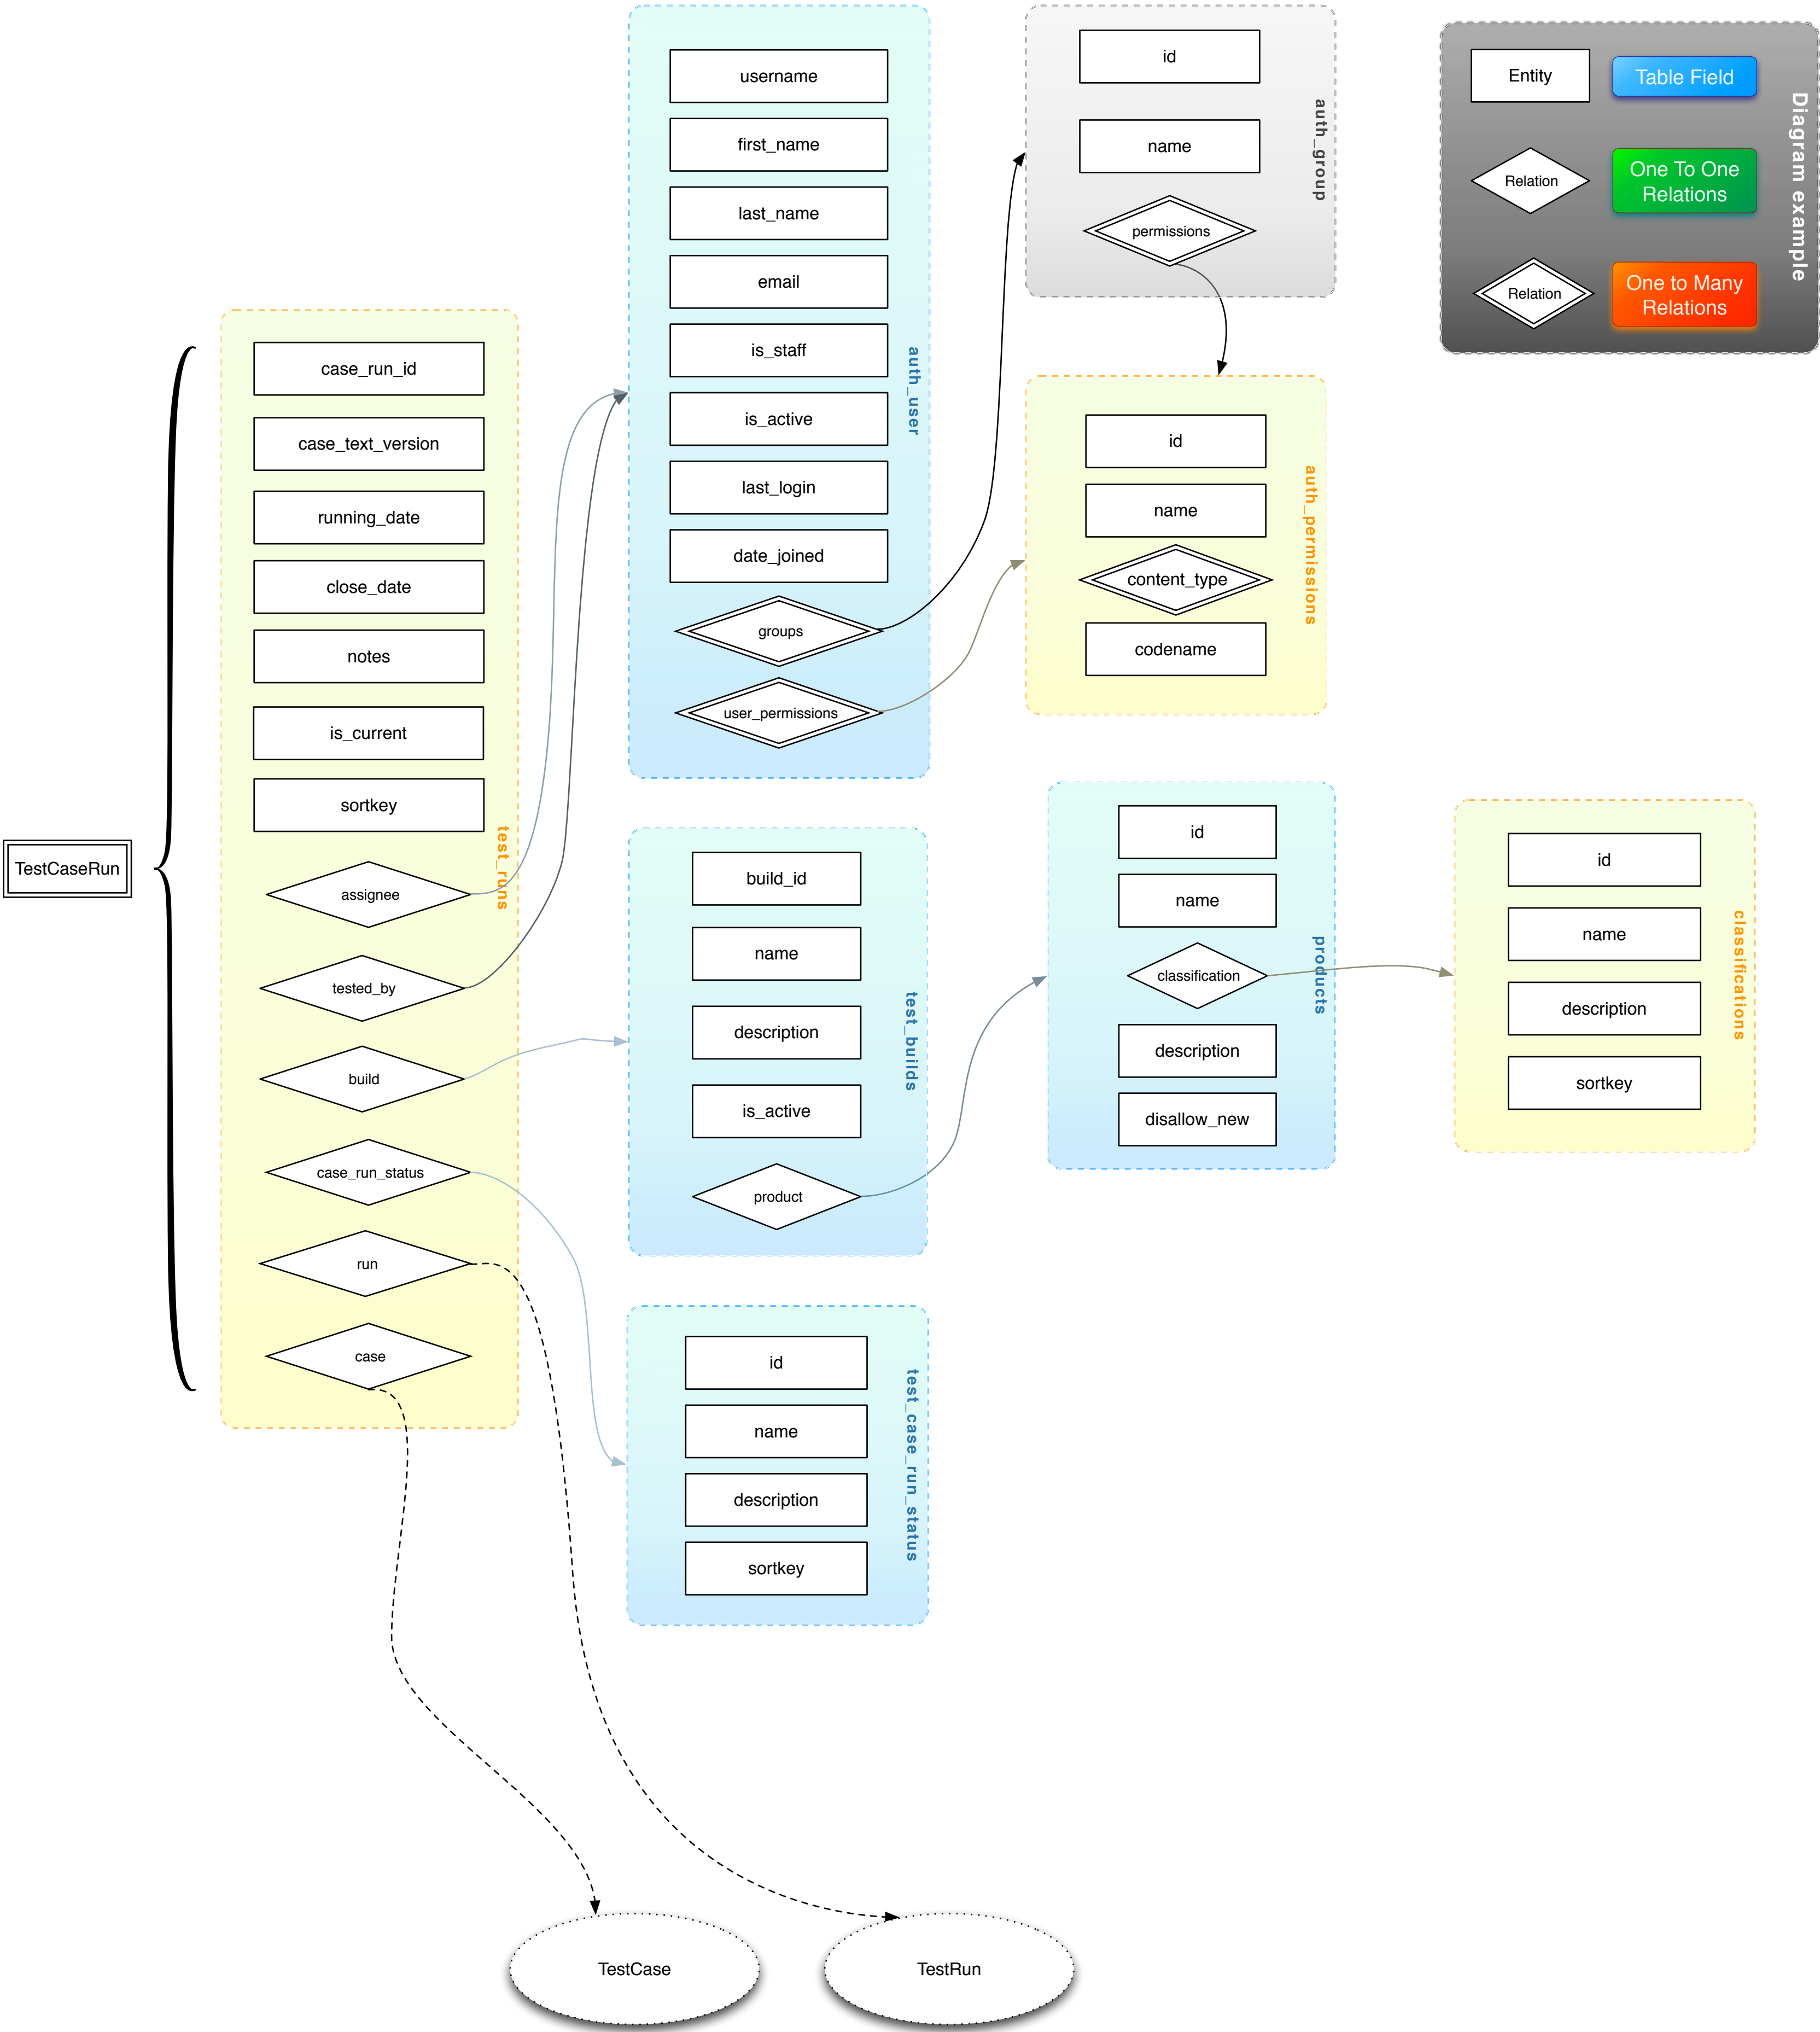 TestCaseRun
case_run_id
case_text_version
running_date
close_date
notes
is_current
sortkey
assignee
tested_by
build
case_run_status
run
case
test_runs
username
first_name
last_name
email
is_staff
is_active
last_login
date_joined
groups
user_permissions
auth_user
id
name
permissions
auth_group
id
name
content_type
codename
auth_permissions
build_id
name
description
is_active
product
test_builds
id
name
classification
description
disallow_new
products
id
name
description
sortkey
classifications
id
name
description
sortkey
test_case_run_status
TestCase
TestRun
Entity
Table Field
Relation
One To One
Relations
Relation
One to Many
Relations
Diagram example